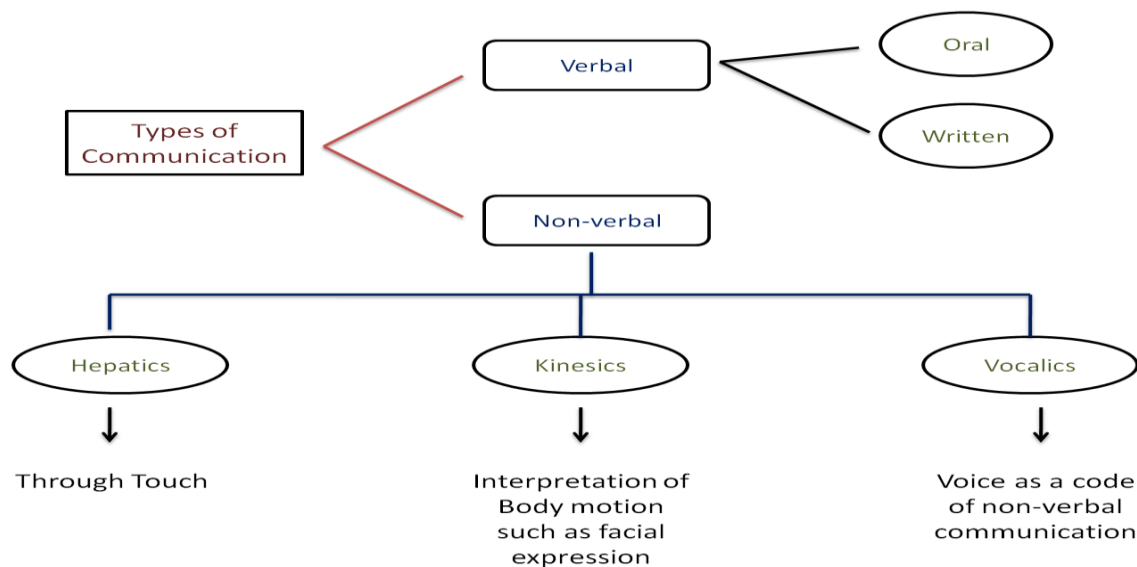 Types of
Communication
Verbal
Oral
Written
Non-verbal
Hepatics
Kinesics
Vocalics
Through Touch
Interpretation of
Body motion
such as facial
expression
Voice as a code
of non-verbal
communication